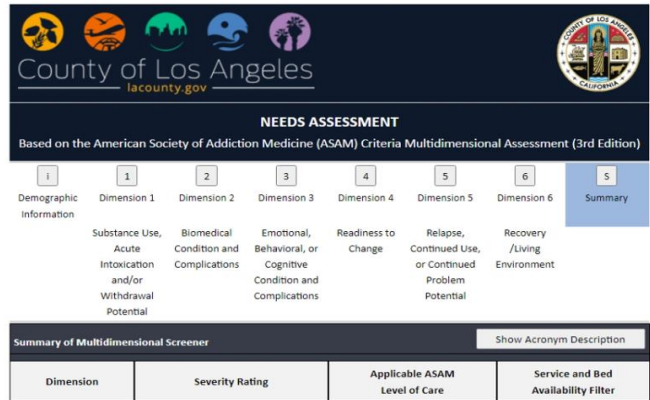 County of Los Angeles
lacounty.gov
COUNTY OF LOS ANGELES
CALIFORNIA
NEEDS ASSESSMENT
Based on the American Society of Addiction Medicine (ASAM) Criteria Multidimensional Assessment (3rd Edition)
i 1 2 3 4 5 6 S
Demographic Dimension 1 Dimension 2 Dimension 3 Dimension 4 Dimension 5 Dimension 6 Summary
Information
Substance Use, Biomedical Emotional, Readiness to Relapse, Recovery
Acute Condition and Behavioral, or Change Continued Use, /Living
Intoxication Complications Cognitive or Continued Environment
and/or Condition and Problem
Withdrawal Complications Potential
Potential
Summary of Multidimensional Screener Show Acronym Description
Dimension Severity Rating Applicable ASAM Service and Bed
Level of Care Availability Filter